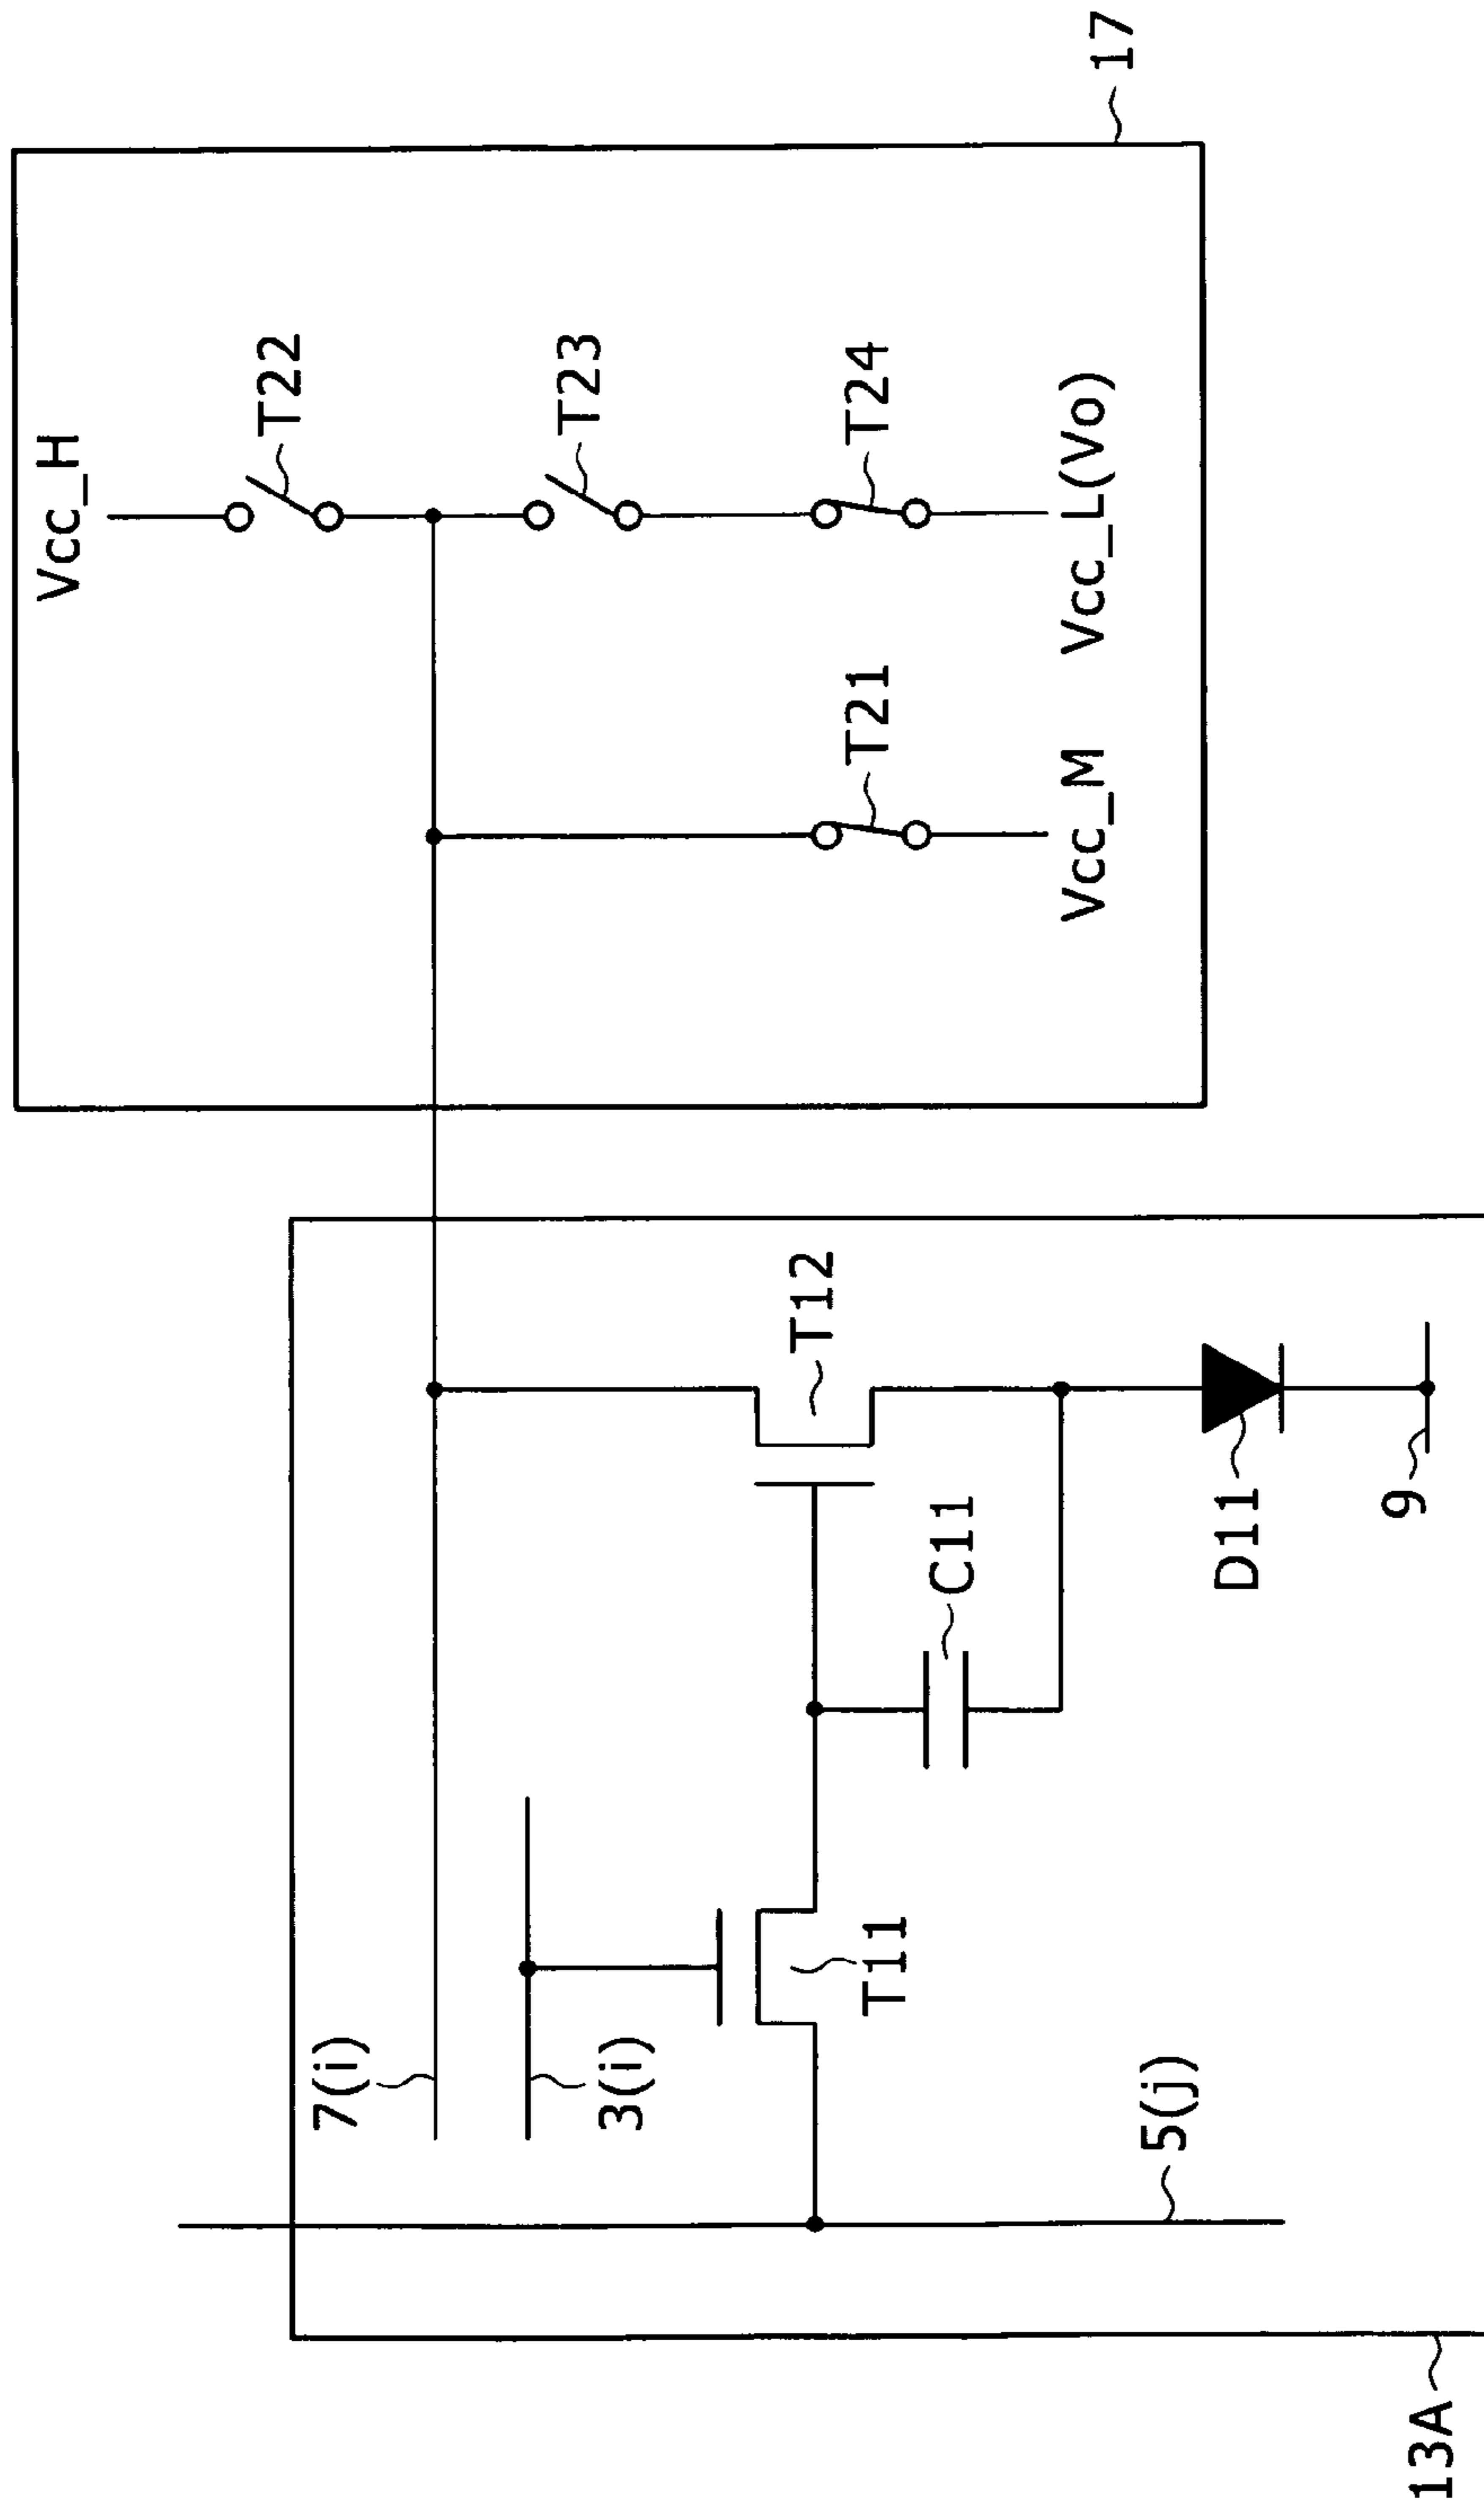 Vcc_H
T22
T23
T24
T21
Vcc_M
Vcc_L(Vo)
17
7(i)
3(i)
T11
T12
C11
D11
9
5(j)
13A